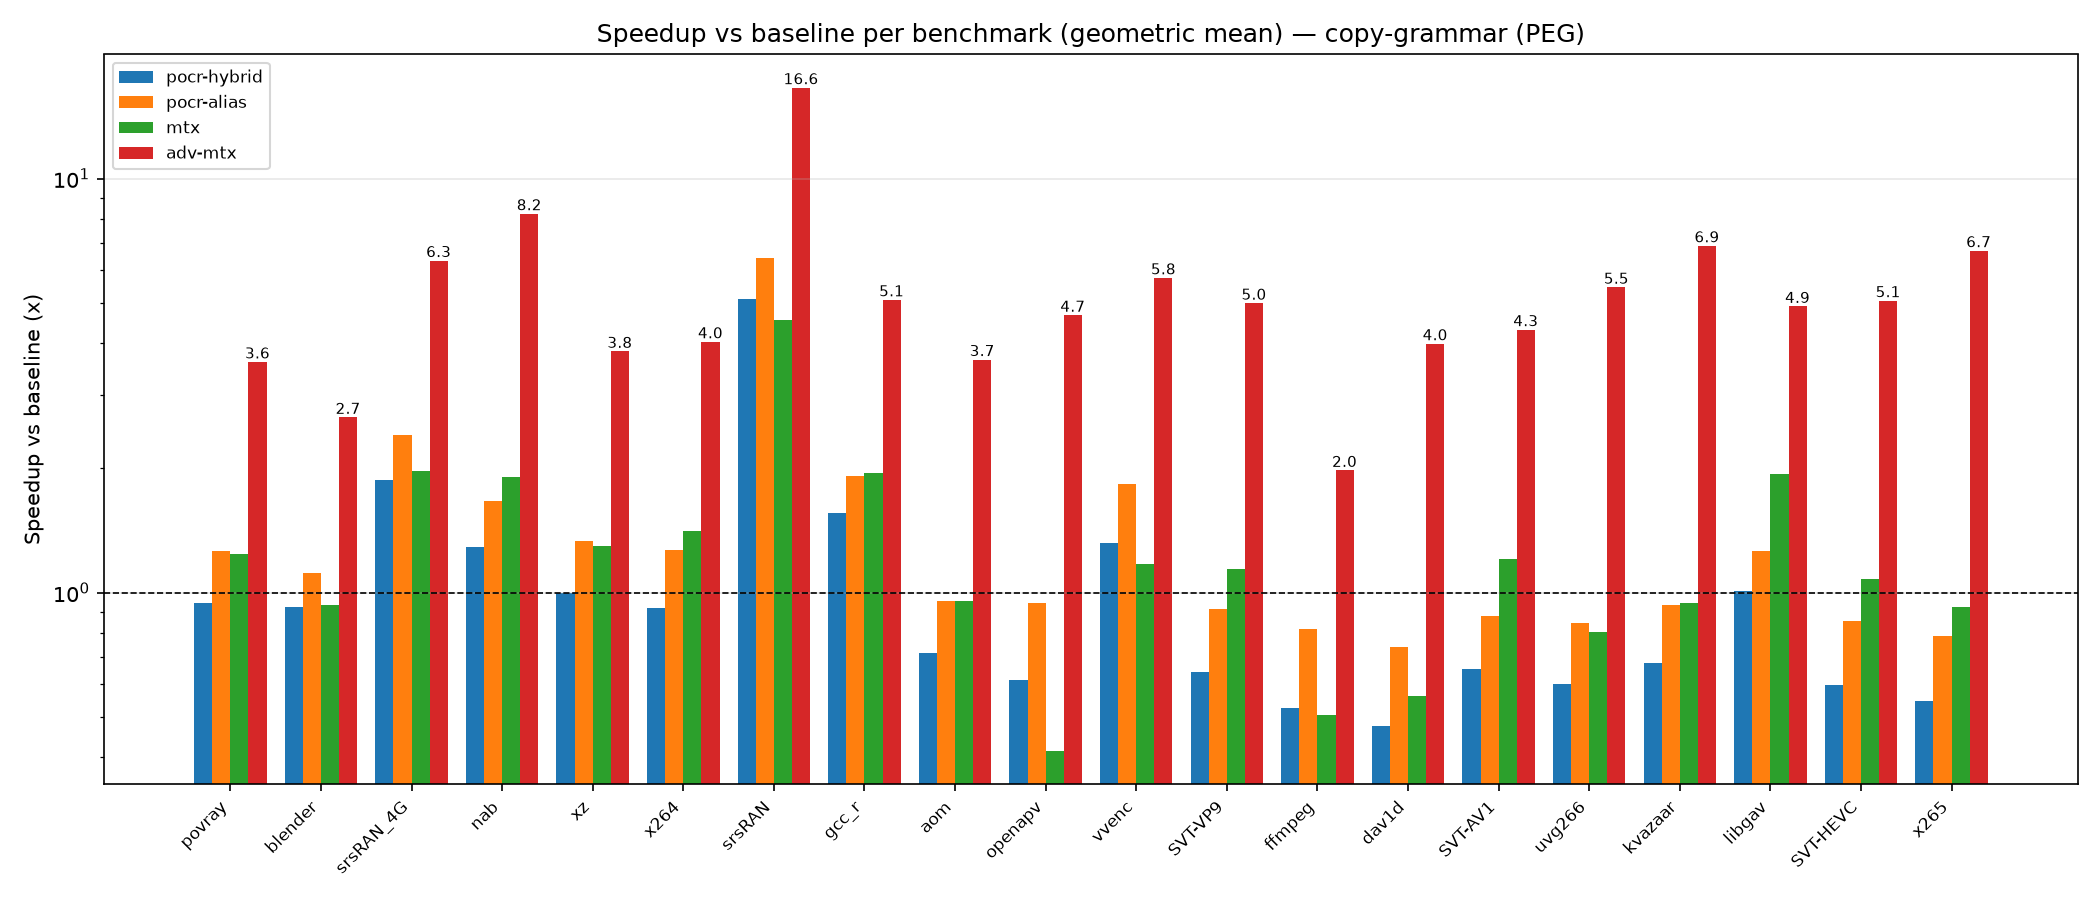 Speedup vs baseline per benchmark (geometric mean) — copy-grammar (PEG)
pocr-hybrid
pocr-alias
mtx
adv-mtx
Speedup vs baseline (x)
10¹
10⁰
3.6
2.7
6.3
8.2
3.8
4.0
16.6
5.1
3.7
4.7
5.8
5.0
2.0
4.0
4.3
5.5
6.9
4.9
5.1
6.7
povray
blender
srsRAN_4G
nab
xz
x264
srsRAN
gcc_r
aom
openapv
vvenc
SVT-VP9
ffmpeg
dav1d
SVT-AV1
uvg266
kvazaar
libgav
SVT-HEVC
x265